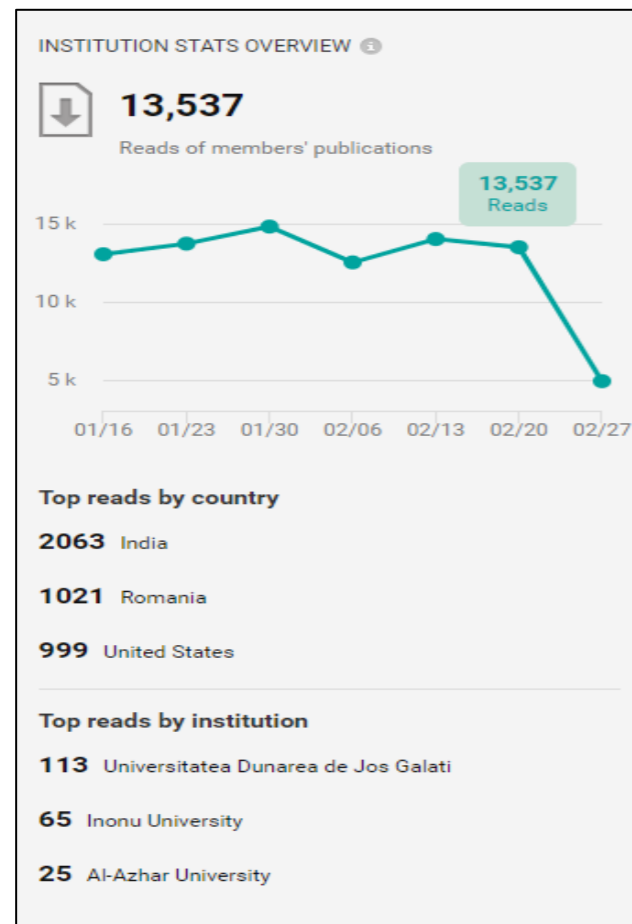 INSTITUTION STATS OVERVIEW
13,537
Reads of members' publications
13,537
Reads
15 k
10 k
5 k
01/16 01/23 01/30 02/06 02/13 02/20 02/27
Top reads by country
2063 India
1021 Romania
999 United States
Top reads by institution
113 Universitatea Dunarea de Jos Galati
65 Inonu University
25 Al-Azhar University